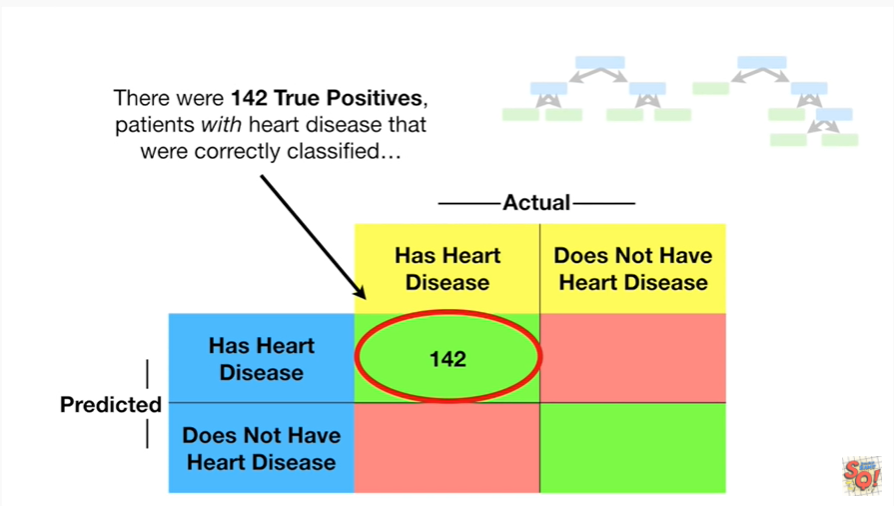 There were 142 True Positives,
patients with heart disease that
were correctly classified…
Actual
Has Heart
Disease
Does Not Have
Heart Disease
Has Heart
Disease
142
Predicted
Does Not Have
Heart Disease
SQ!